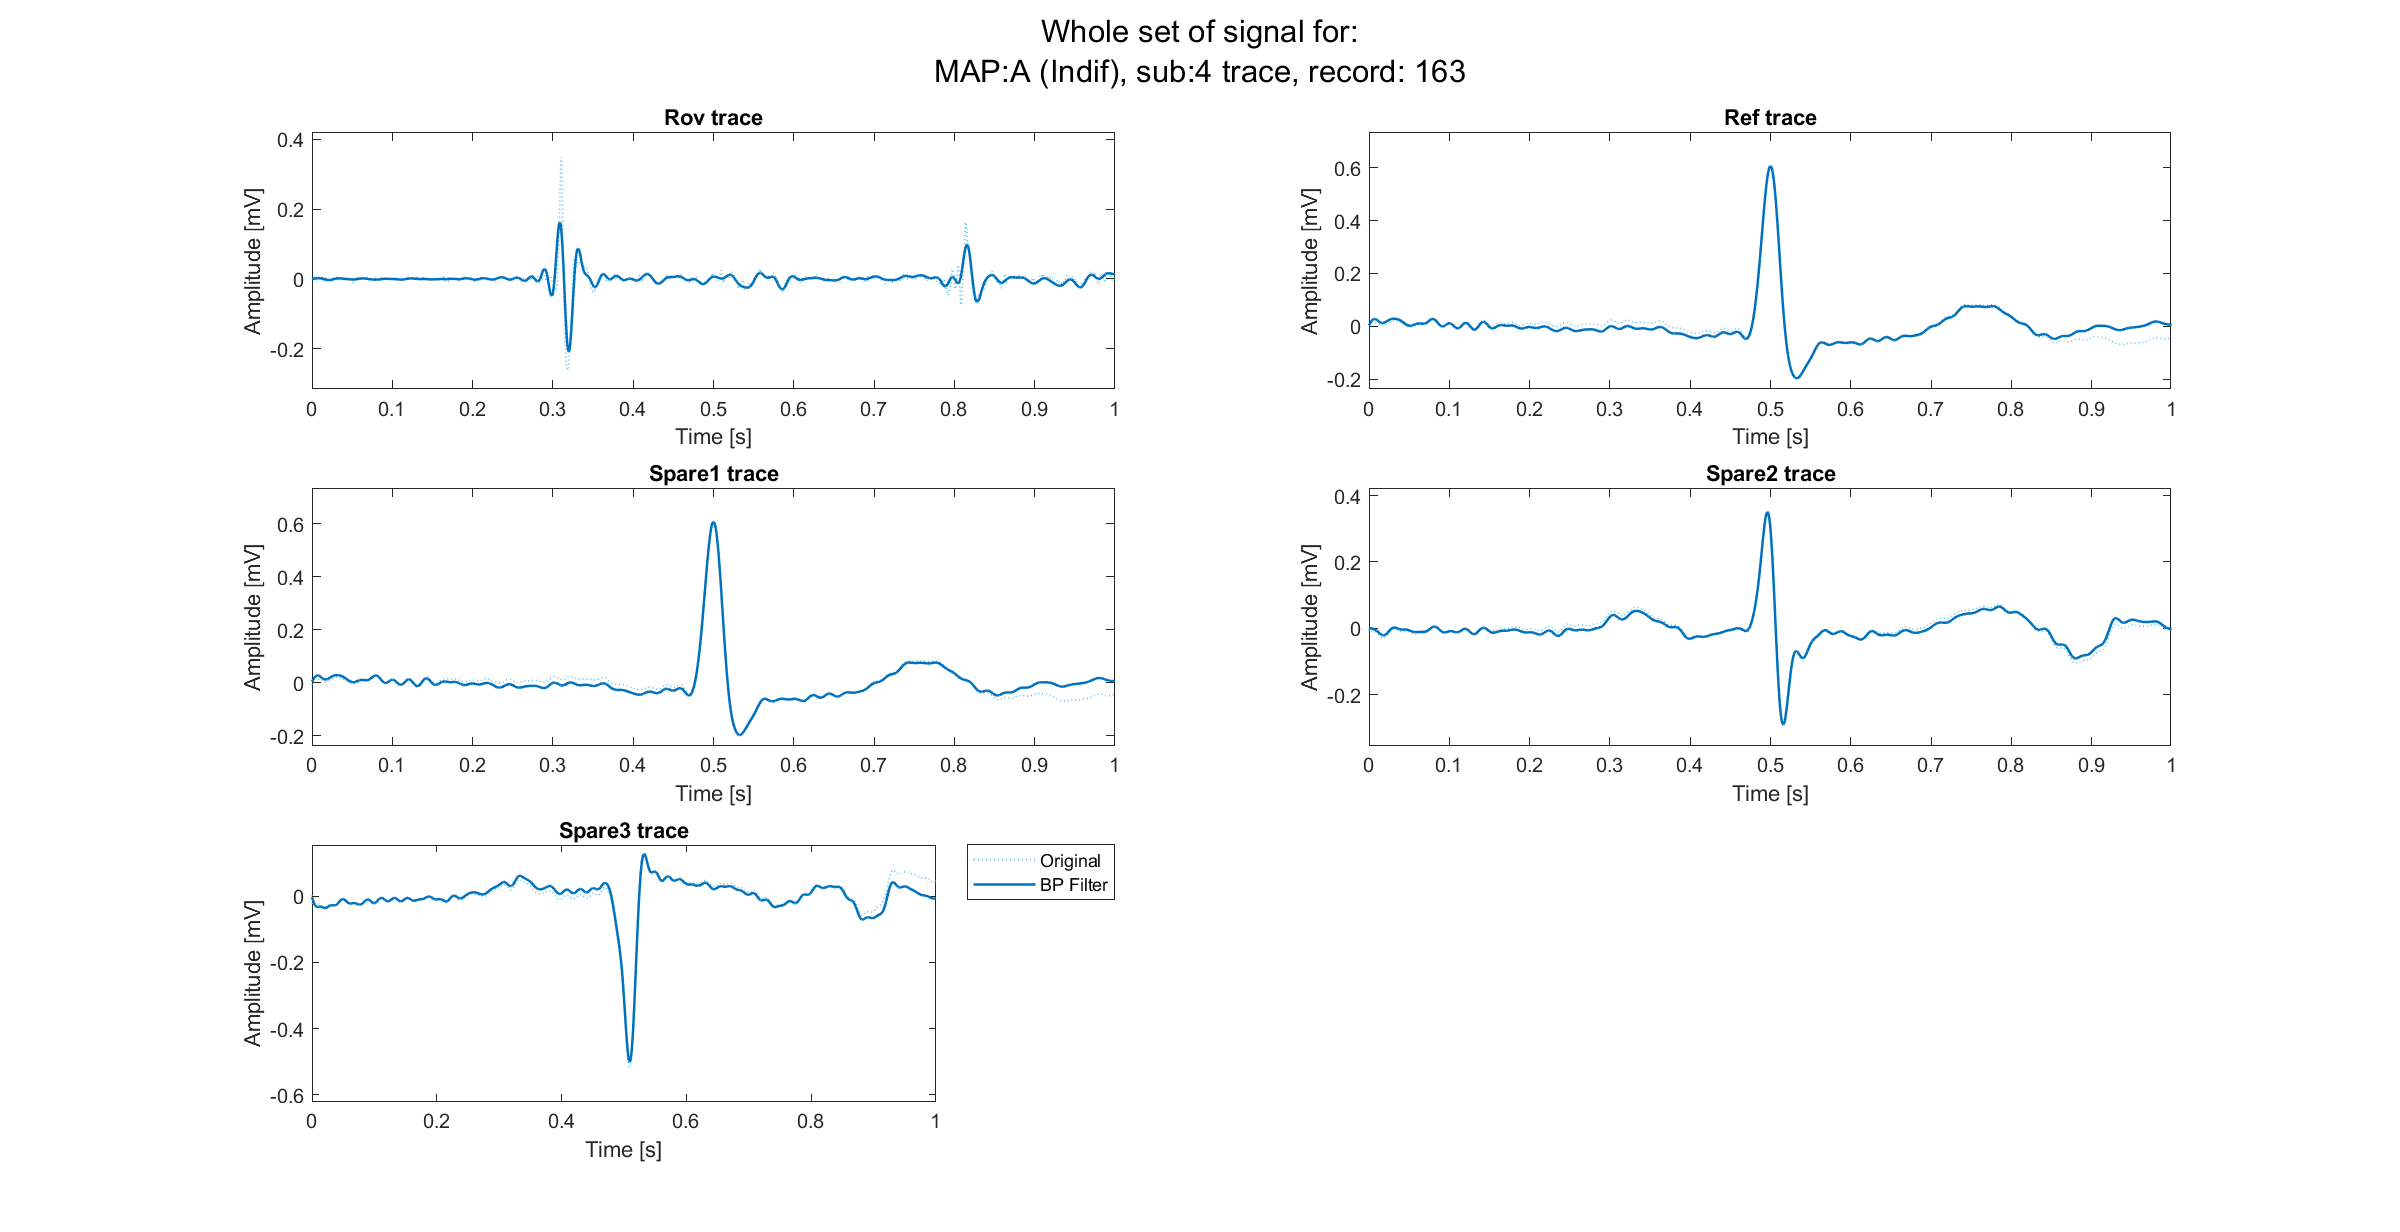 Whole set of signal for:
MAP:A (Indif), sub:4 trace, record: 163
Rov trace
0.4
0.2
0
-0.2
Amplitude [mV]
0 0.1 0.2 0.3 0.4 0.5 0.6 0.7 0.8 0.9 1
Time [s]
Ref trace
0.6
0.4
0.2
0
-0.2
Amplitude [mV]
0 0.1 0.2 0.3 0.4 0.5 0.6 0.7 0.8 0.9 1
Time [s]
Spare1 trace
0.6
0.4
0.2
0
-0.2
Amplitude [mV]
0 0.1 0.2 0.3 0.4 0.5 0.6 0.7 0.8 0.9 1
Time [s]
Spare2 trace
0.4
0.2
0
-0.2
Amplitude [mV]
0 0.1 0.2 0.3 0.4 0.5 0.6 0.7 0.8 0.9 1
Time [s]
Spare3 trace
0
-0.2
-0.4
-0.6
Amplitude [mV]
0 0.2 0.4 0.6 0.8 1
Time [s]
Original
BP Filter